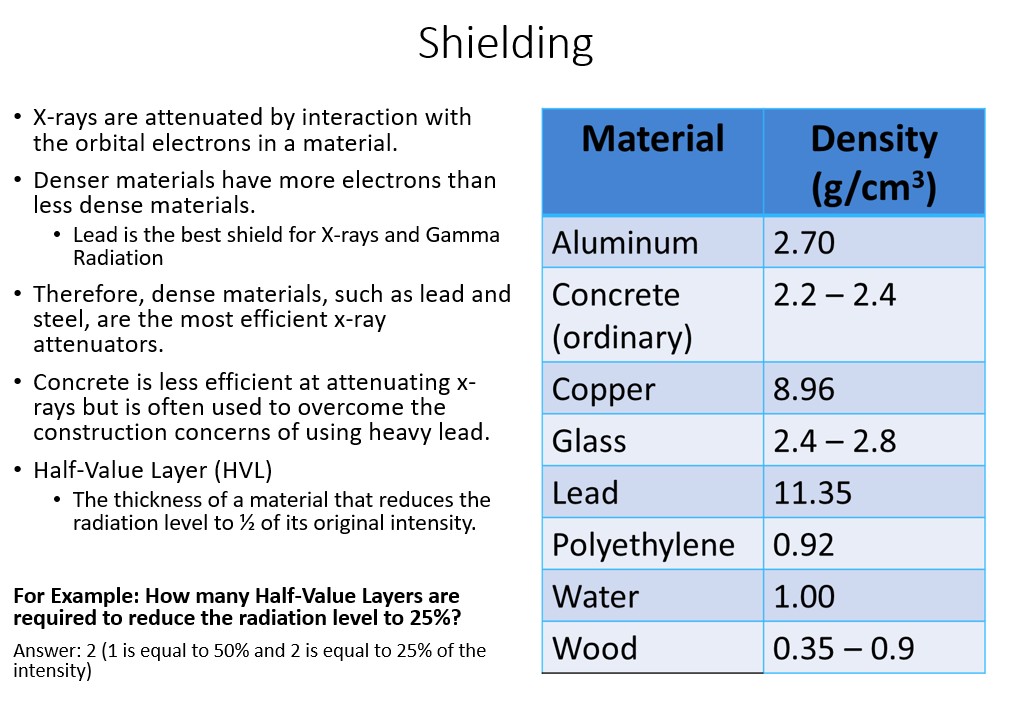 Shielding
• X-rays are attenuated by interaction with
the orbital electrons in a material.
• Denser materials have more electrons than
less dense materials.
• Lead is the best shield for X-rays and Gamma
Radiation
• Therefore, dense materials, such as lead and
steel, are the most efficient x-ray
attenuators.
• Concrete is less efficient at attenuating x-
rays but is often used to overcome the
construction concerns of using heavy lead.
• Half-Value Layer (HVL)
• The thickness of a material that reduces the
radiation level to ½ of its original intensity.
For Example: How many Half-Value Layers are
required to reduce the radiation level to 25%?
Answer: 2 (1 is equal to 50% and 2 is equal to 25% of the
intensity)
Material Density
(g/cm³)
Aluminum 2.70
Concrete 2.2 – 2.4
(ordinary)
Copper 8.96
Glass 2.4 – 2.8
Lead 11.35
Polyethylene 0.92
Water 1.00
Wood 0.35 – 0.9